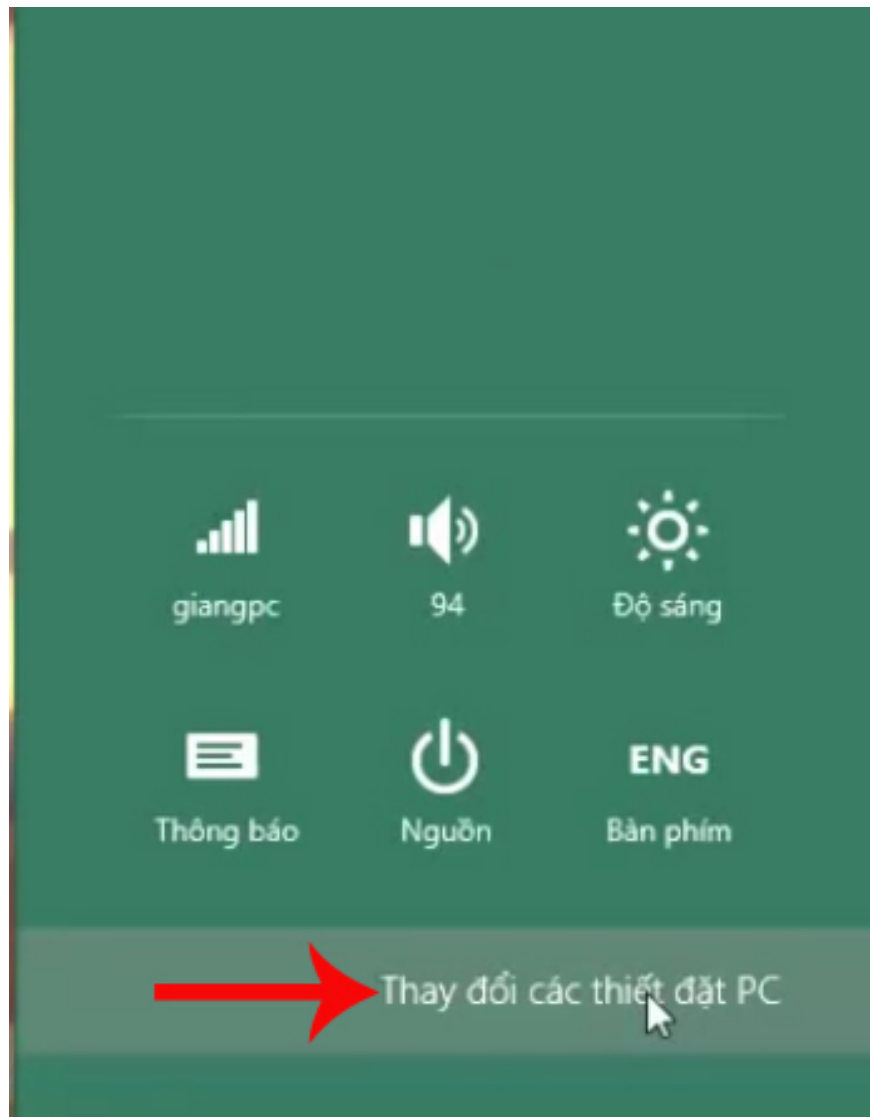 giangpc
94
Độ sáng
ENG
Thông báo
Nguồn
Bàn phím
Thay đổi các thiết đặt PC